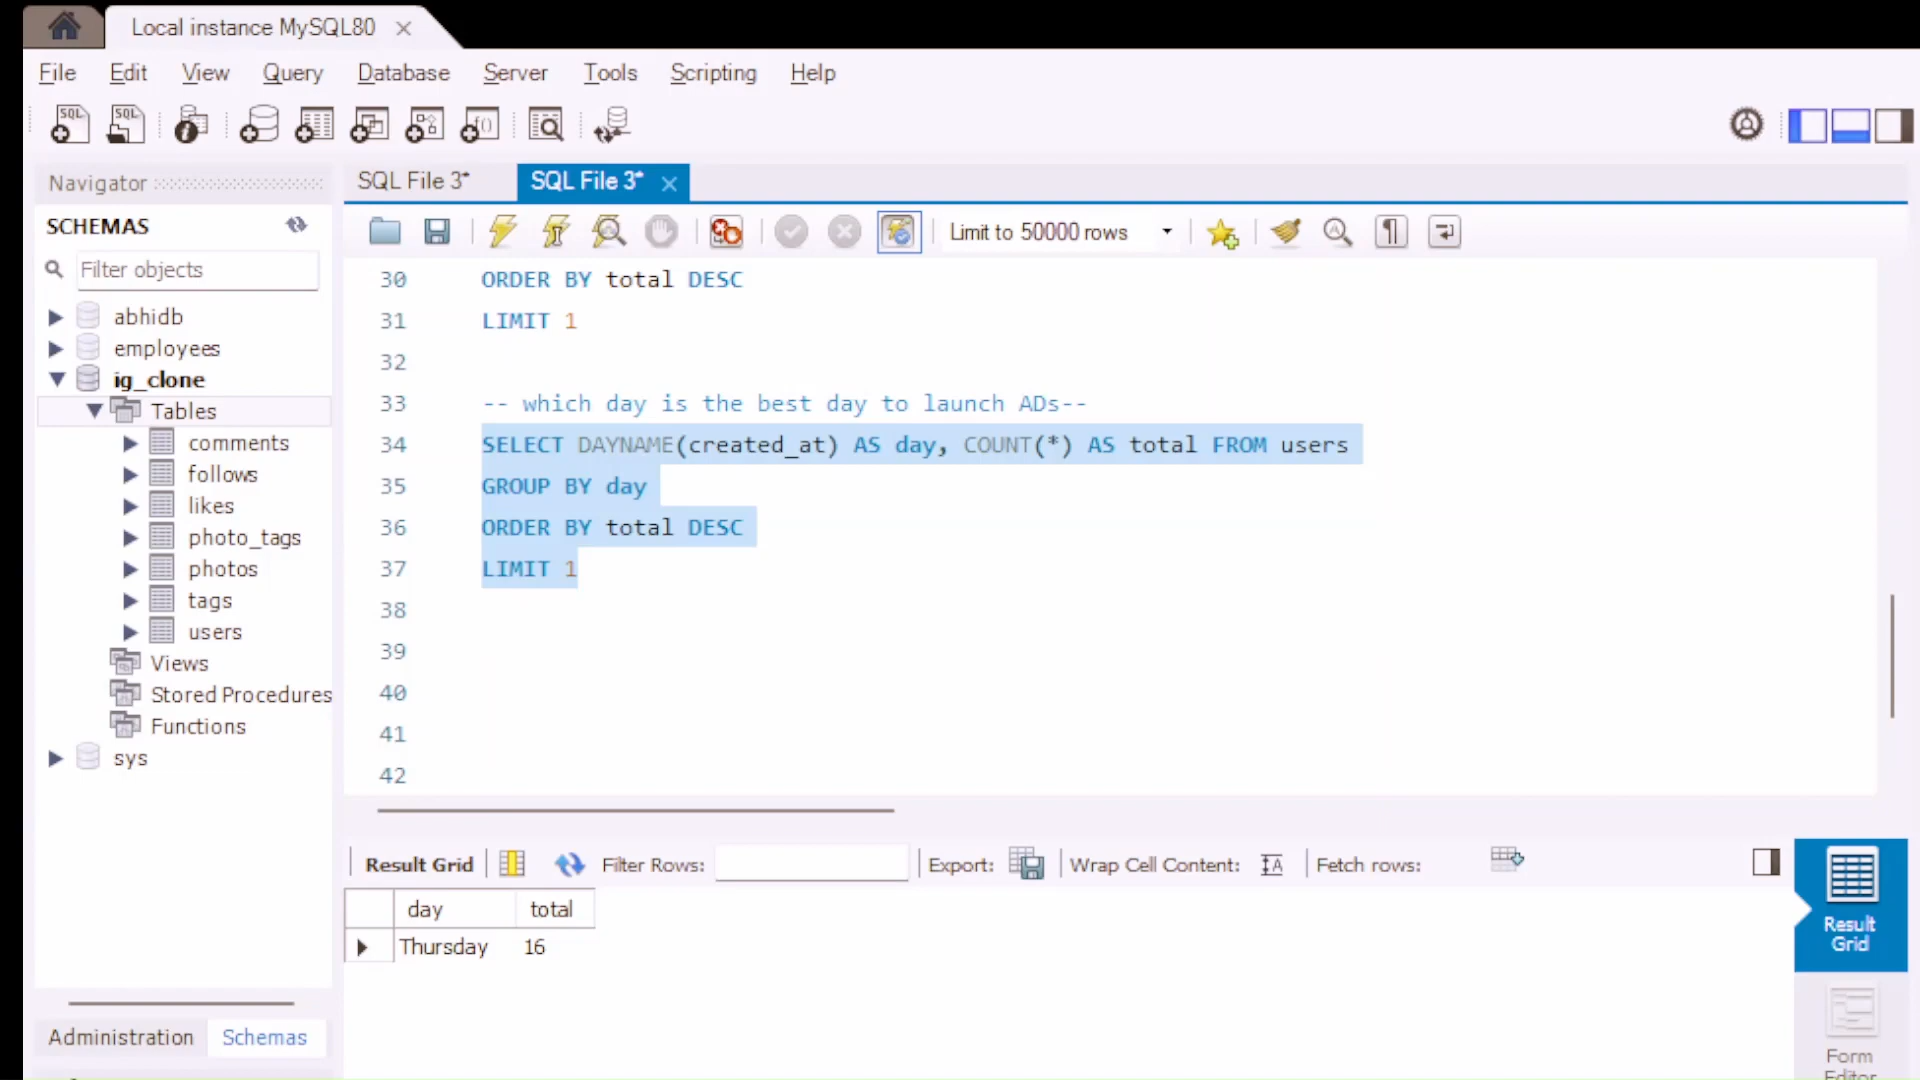 Local instance MySQL80
File Edit View Query Database Server Tools Scripting Help
SQL SQL
Navigator
SQL File 3*
SQL File 3*
SCHEMAS
Filter objects
Limit to 50000 rows
abhidb
employees
ig_clone
Tables
comments
follows
likes
photo_tags
photos
tags
users
Views
Stored Procedures
Functions
sys
30 ORDER BY total DESC
31 LIMIT 1
32
33 -- which day is the best day to launch ADs--
34 SELECT DAYNAME(created_at) AS day, COUNT(*) AS total FROM users
35 GROUP BY day
36 ORDER BY total DESC
37 LIMIT 1
38
39
40
41
42
Result Grid Filter Rows: Export: Wrap Cell Content: Fetch rows:
day total
Thursday 16
Result
Grid
Form
Editor
Administration Schemas